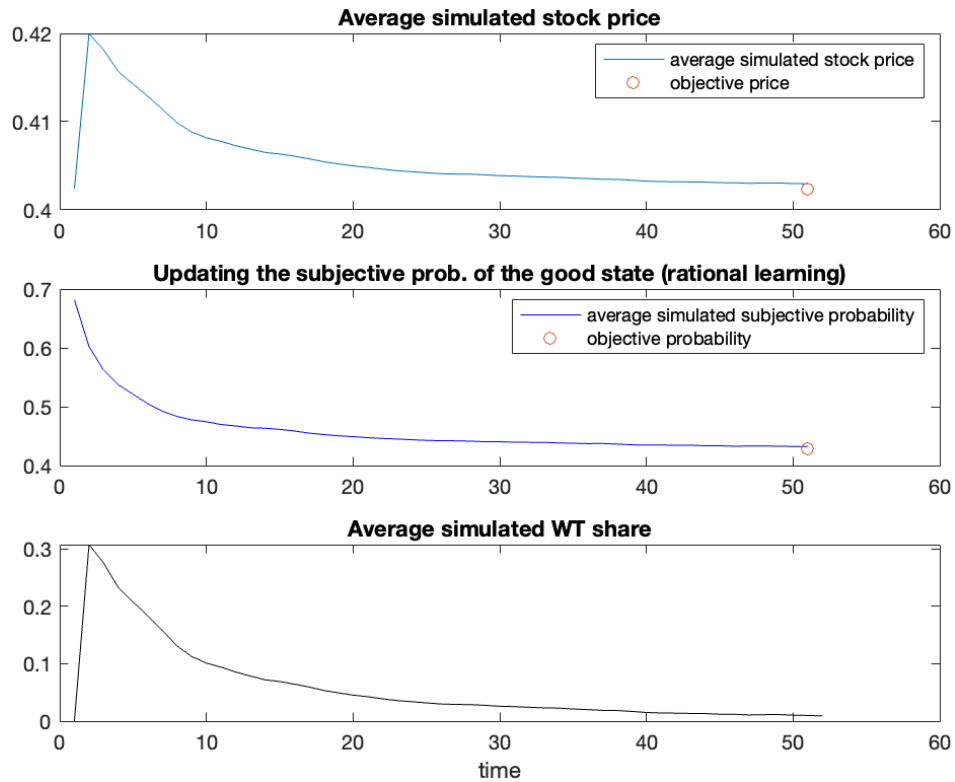 Average simulated stock price
0.42
0.41
0.4
average simulated stock price
objective price
0 10 20 30 40 50 60
Updating the subjective prob. of the good state (rational learning)
0.7
0.6
0.5
0.4
average simulated subjective probability
objective probability
0 10 20 30 40 50 60
Average simulated WT share
0.3
0.2
0.1
0
0 10 20 30 40 50 60
time